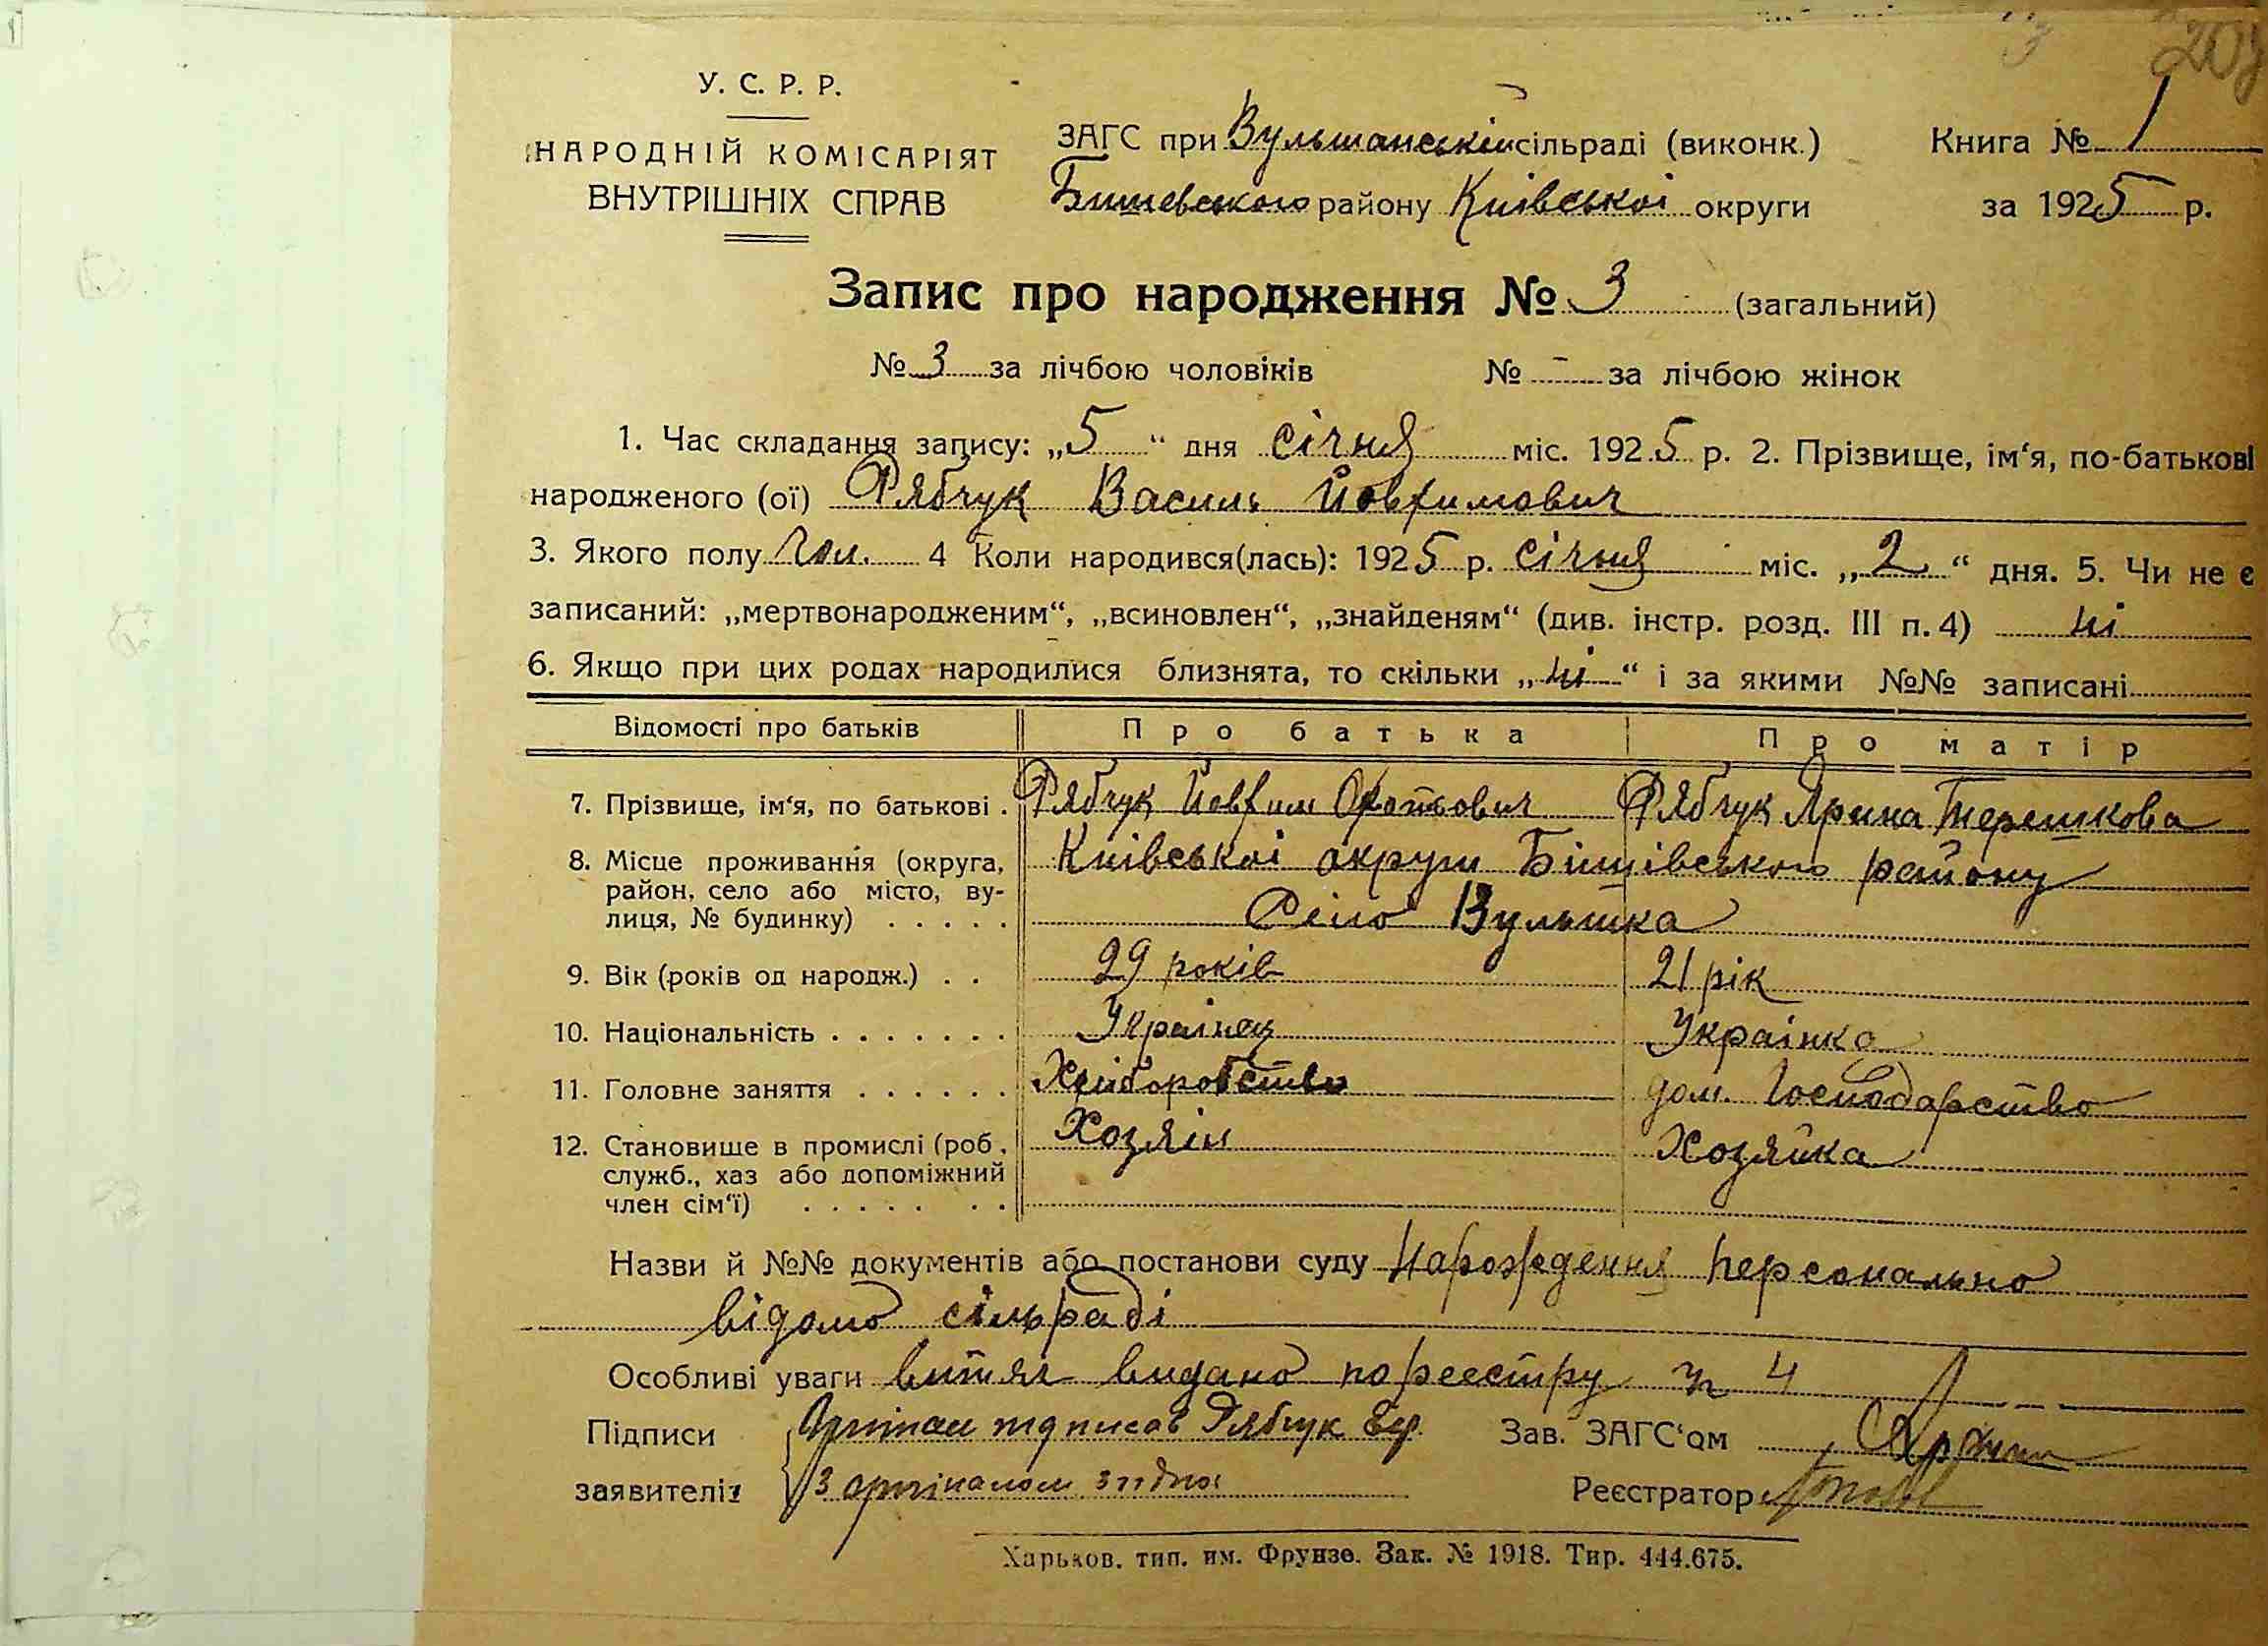 У. С. Р. Р.
НАРОДНІЙ КОМІСАРІЯТ
ВНУТРІШНІХ СПРАВ
ЗАГС при Вульшанській сільраді (виконк.)
Бишевського району Київської округи
Книга № 1
за 1925 р.
Запис про народження № 3 (загальний)
№ 3 за лічбою чоловіків № - за лічбою жінок
1. Час складання запису: „5“ дня січня міс. 1925 р. 2. Прізвище, ім‘я, по-батькові
народженого (ої) Рябчук Василь Йовхимович
3. Якого полу чол. 4 Коли народився(лась): 1925 р. січня міс. „2“ дня. 5. Чи не є
записаний: „мертвонародженим“, „всиновлен“, „знайденям“ (див. інстр. розд. III п. 4) ні
6. Якщо при цих родах народилися близнята, то скільки „ні“ і за якими №№ записані
Відомості про батьків Про батька Про матір
7. Прізвище, ім‘я, по батькові . Рябчук Йовхим Рябчук Ярина Терешкова
8. Місце проживання (округа, Київської округи Бишівського району
район, село або місто, ву-
лиця, № будинку) . . . . . Село Вульшка
9. Вік (років од народж.) . . 29 років 21 рік
10. Національність . . . . . . . Українец Українка
11. Головне заняття . . . . . . Хліборобство дом. Господарство
12. Становище в промислі (роб., Хозяїн Хозяйка
служб., хаз або допоміжний
член сім‘ї) . . . . . . .
Назви й №№ документів або постанови суду Нарождення персонально
відомо сільраді
Особливі уваги витяг видано по реєстру № 4
Підписи Оригінал підписав Рябчук Зав. ЗАГС‘ом
заявителів З оригіналом згідно Реєстратор
Харьков. тип. им. Фрунзе. Зак. № 1918. Тир. 444.675.